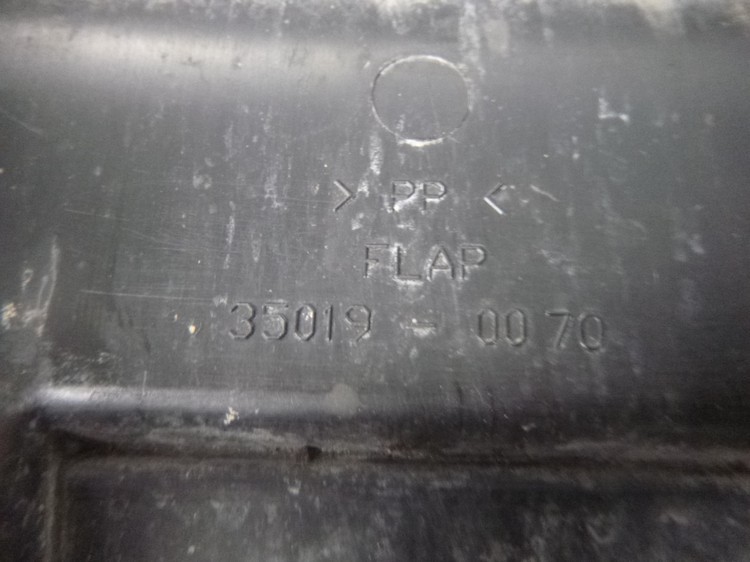 > PP <
FLAP
35019 - 0070